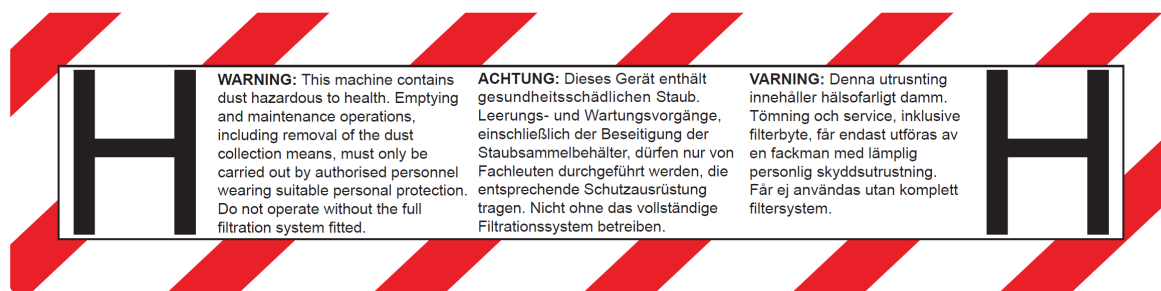 H
WARNING: This machine contains
dust hazardous to health. Emptying
and maintenance operations,
including removal of the dust
collection means, must only be
carried out by authorised personnel
wearing suitable personal protection.
Do not operate without the full
filtration system fitted.
ACHTUNG: Dieses Gerät enthält
gesundheitsschädlichen Staub.
Leerungs- und Wartungsvorgänge,
einschließlich der Beseitigung der
Staubsammelbehälter, dürfen nur von
Fachleuten durchgeführt werden, die
entsprechende Schutzausrüstung
tragen. Nicht ohne das vollständige
Filtrationssystem betreiben.
VARNING: Denna utrusnting
innehåller hälsofarligt damm.
Tömning och service, inklusive
filterbyte, får endast utföras av
en fackman med lämplig
personlig skyddsutrustning.
Får ej användas utan komplett
filtersystem.
H